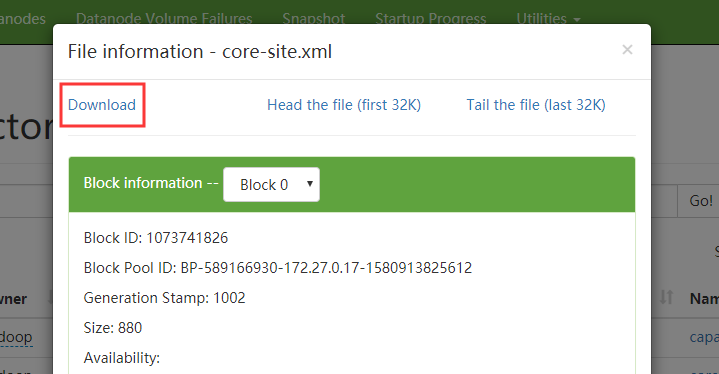 anodes Datanode Volume Failures Snapshot Startup Progress Utilities
File information - core-site.xml ×
Download Head the file (first 32K) Tail the file (last 32K)
ctor
Block information -- Block 0
Go!
Block ID: 1073741826
Block Pool ID: BP-589166930-172.27.0.17-1580913825612
Generation Stamp: 1002
wner Nam
Size: 880
doop capa
Availability: